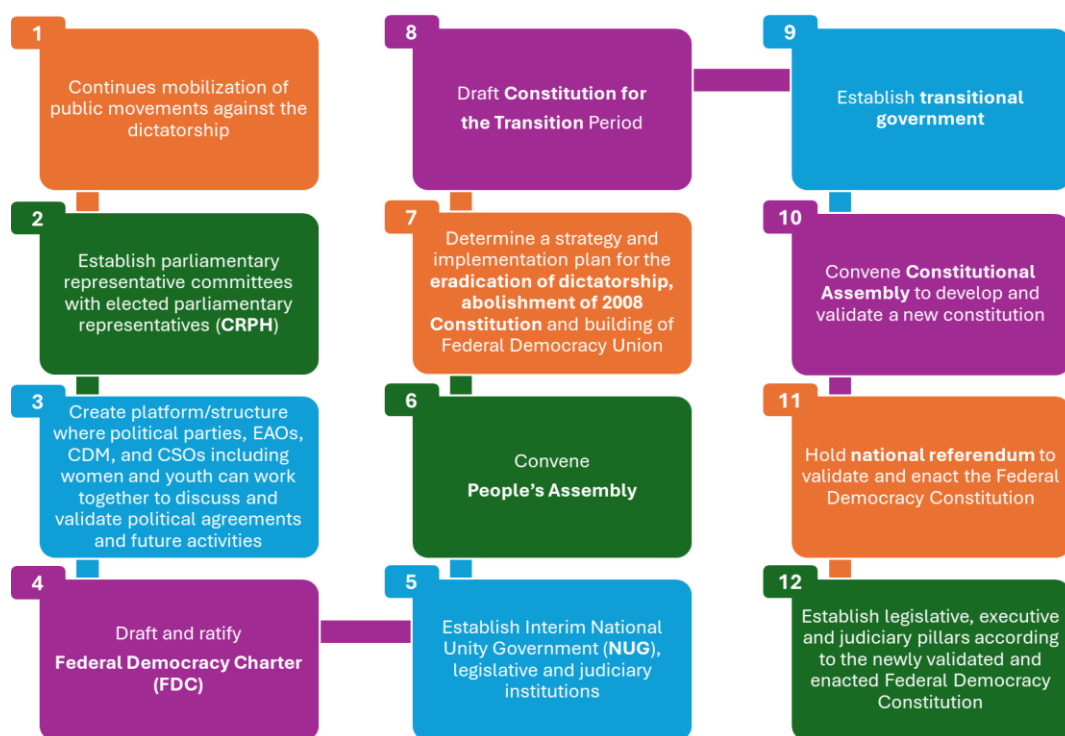 1
Continues mobilization of
public movements against the
dictatorship
2
Establish parliamentary
representative committees
with elected parliamentary
representatives (CRPH)
3
Create platform/structure
where political parties, EAOs,
CDM, and CSOs including
women and youth can work
together to discuss and
validate political agreements
and future activities
4
Draft and ratify
Federal Democracy Charter
(FDC)
5
Establish Interim National
Unity Government (NUG),
legislative and judiciary
institutions
6
Convene
People’s Assembly
7
Determine a strategy and
implementation plan for the
eradication of dictatorship,
abolishment of 2008
Constitution and building of
Federal Democracy Union
8
Draft Constitution for
the Transition Period
9
Establish transitional
government
10
Convene Constitutional
Assembly to develop and
validate a new constitution
11
Hold national referendum to
validate and enact the Federal
Democracy Constitution
12
Establish legislative, executive
and judiciary pillars according
to the newly validated and
enacted Federal Democracy
Constitution